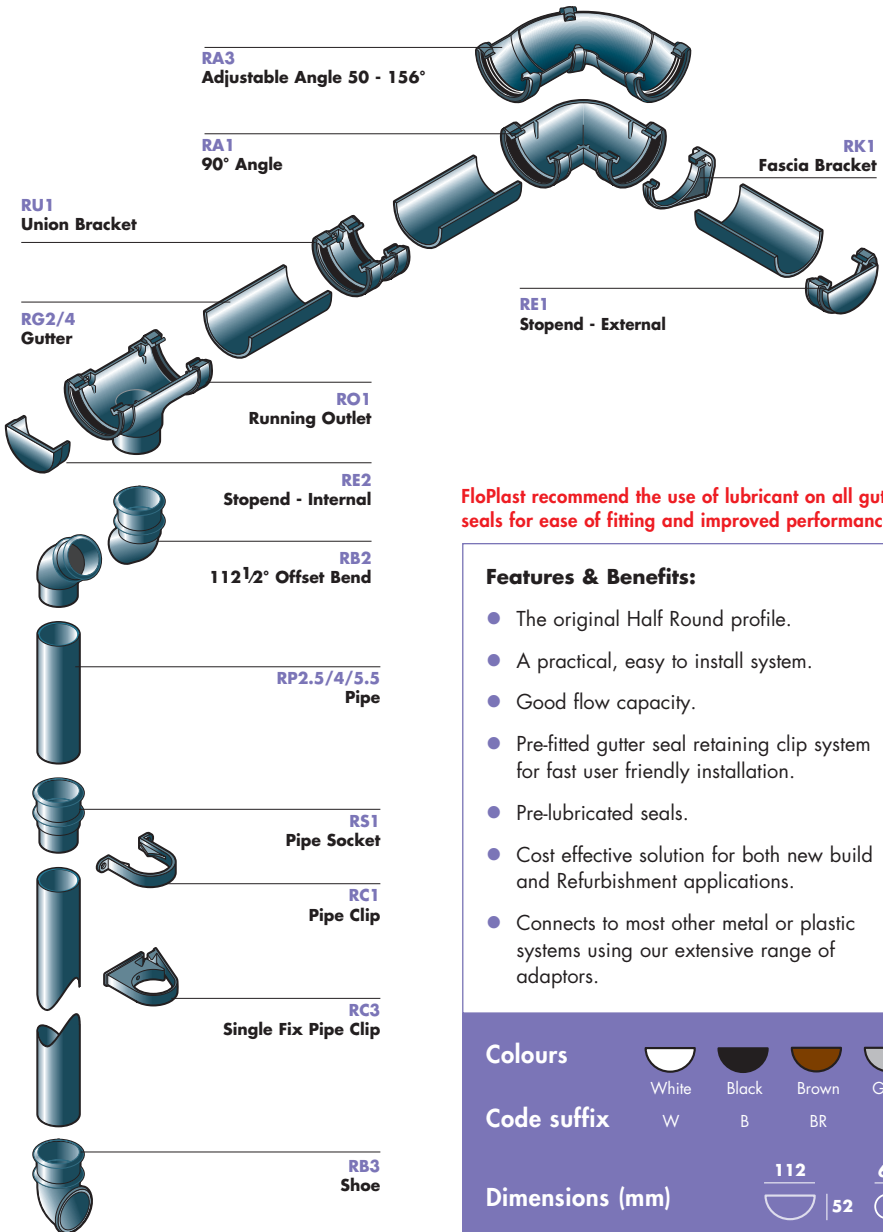 RA3
Adjustable Angle 50 - 156°
RA1
90° Angle
RK1
Fascia Bracket
RU1
Union Bracket
RE1
Stopend - External
RG2/4
Gutter
RO1
Running Outlet
RE2
Stopend - Internal
RB2
112 1/2° Offset Bend
RP2.5/4/5.5
Pipe
RS1
Pipe Socket
RC1
Pipe Clip
RC3
Single Fix Pipe Clip
RB3
Shoe
FloPlast recommend the use of lubricant on all
seals for ease of fitting and improved
Features & Benefits:
● The original Half Round profile.
● A practical, easy to install system.
● Good flow capacity.
● Pre-fitted gutter seal retaining clip system
for fast user friendly installation.
● Pre-lubricated seals.
● Cost effective solution for both new build
and Refurbishment applications.
● Connects to most other metal or plastic
systems using our extensive range of
adaptors.
Colours
White Black Brown
Code suffix W B BR
Dimensions (mm) 112 52